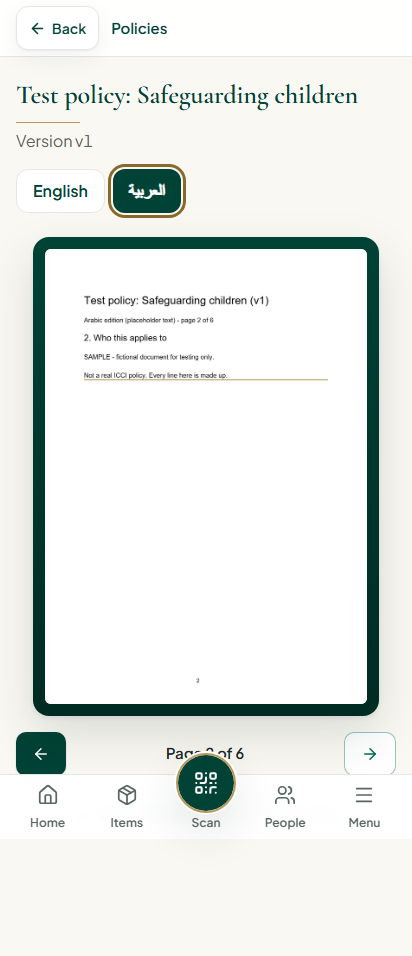 Back
Policies
Test policy: Safeguarding children
Version v1
English
العربية
Test policy: Safeguarding children (v1)
Arabic edition (placeholder text) - page 2 of 6
2. Who this applies to
SAMPLE - fictional document for testing only.
Not a real ICCI policy. Every line here is made up.
2
Page 2 of 6
Home
Items
Scan
People
Menu